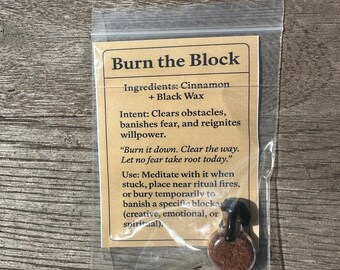 Burn the Block
Ingredients: Cinnamon
+ Black Wax
Intent: Clears obstacles,
banishes fear, and reignites
willpower.
“Burn it down. Clear the way.
Let no fear take root today.”
Use: Meditate with it when
stuck, place near ritual fires,
or bury temporarily to
banish a specific blockage
(creative, emotional, or
spiritual).